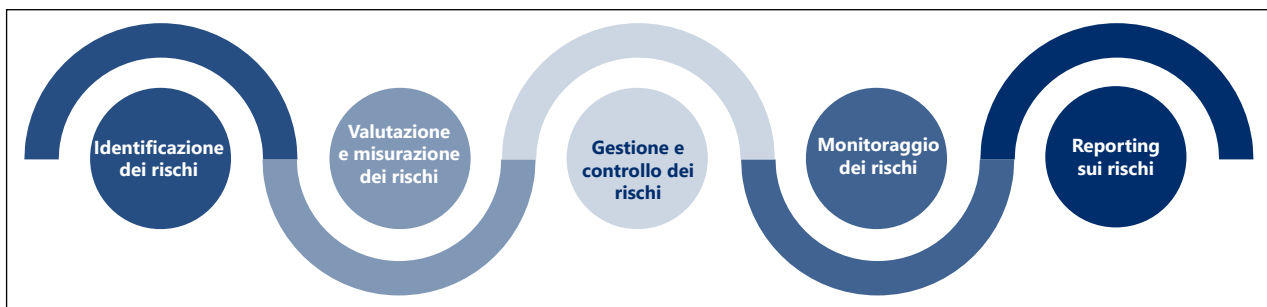 Identificazione
dei rischi
Valutazione
e misurazione
dei rischi
Gestione e
controllo dei
rischi
Monitoraggio
dei rischi
Reporting
sui rischi